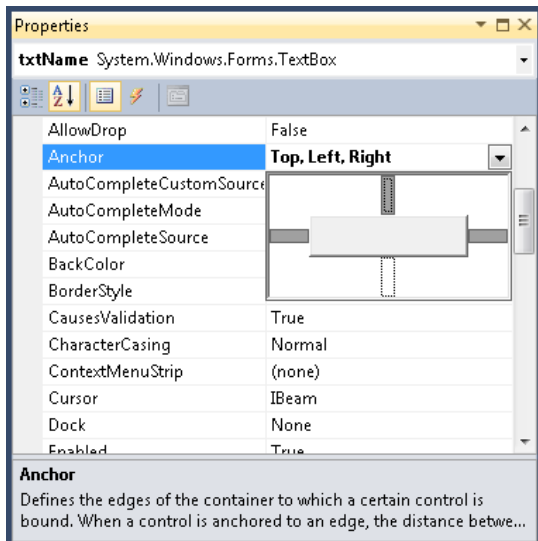 Properties
txtName System.Windows.Forms.TextBox
AllowDrop False
Anchor Top, Left, Right
AutoCompleteCustomSource
AutoCompleteMode
AutoCompleteSource
BackColor
BorderStyle
CausesValidation True
CharacterCasing Normal
ContextMenuStrip (none)
Cursor IBeam
Dock None
Enabled True
Anchor
Defines the edges of the container to which a certain control is
bound. When a control is anchored to an edge, the distance betwe...